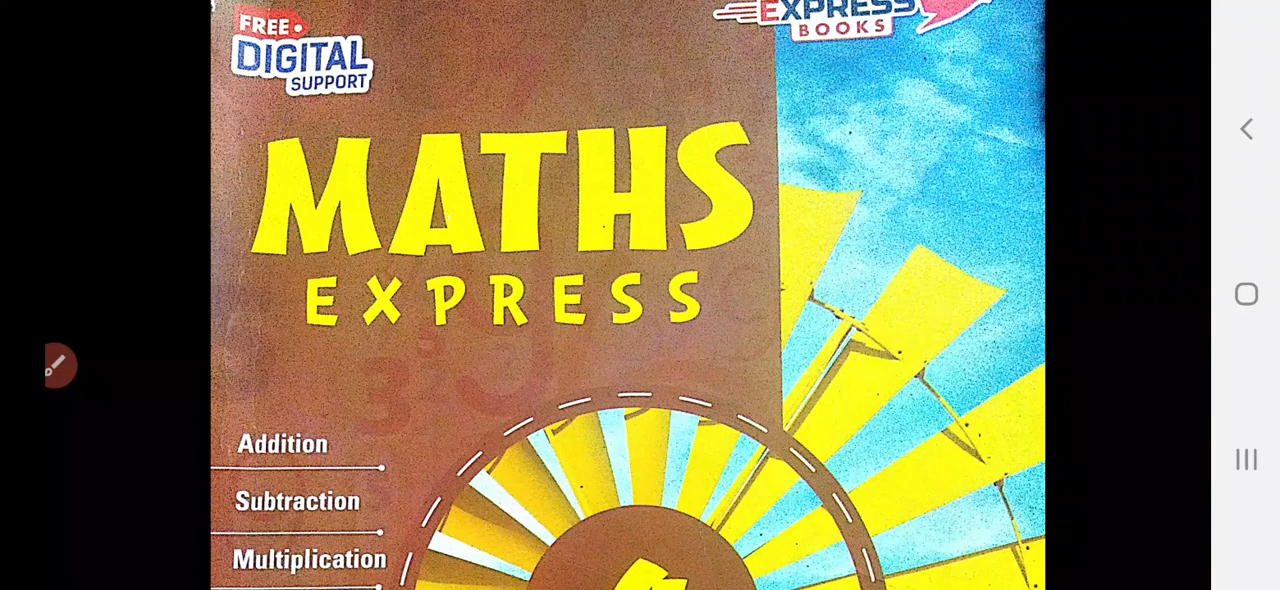 EXPRESS
BOOKS
FREE
DIGITAL
SUPPORT
MATHS
EXPRESS
Addition
Subtraction
Multiplication